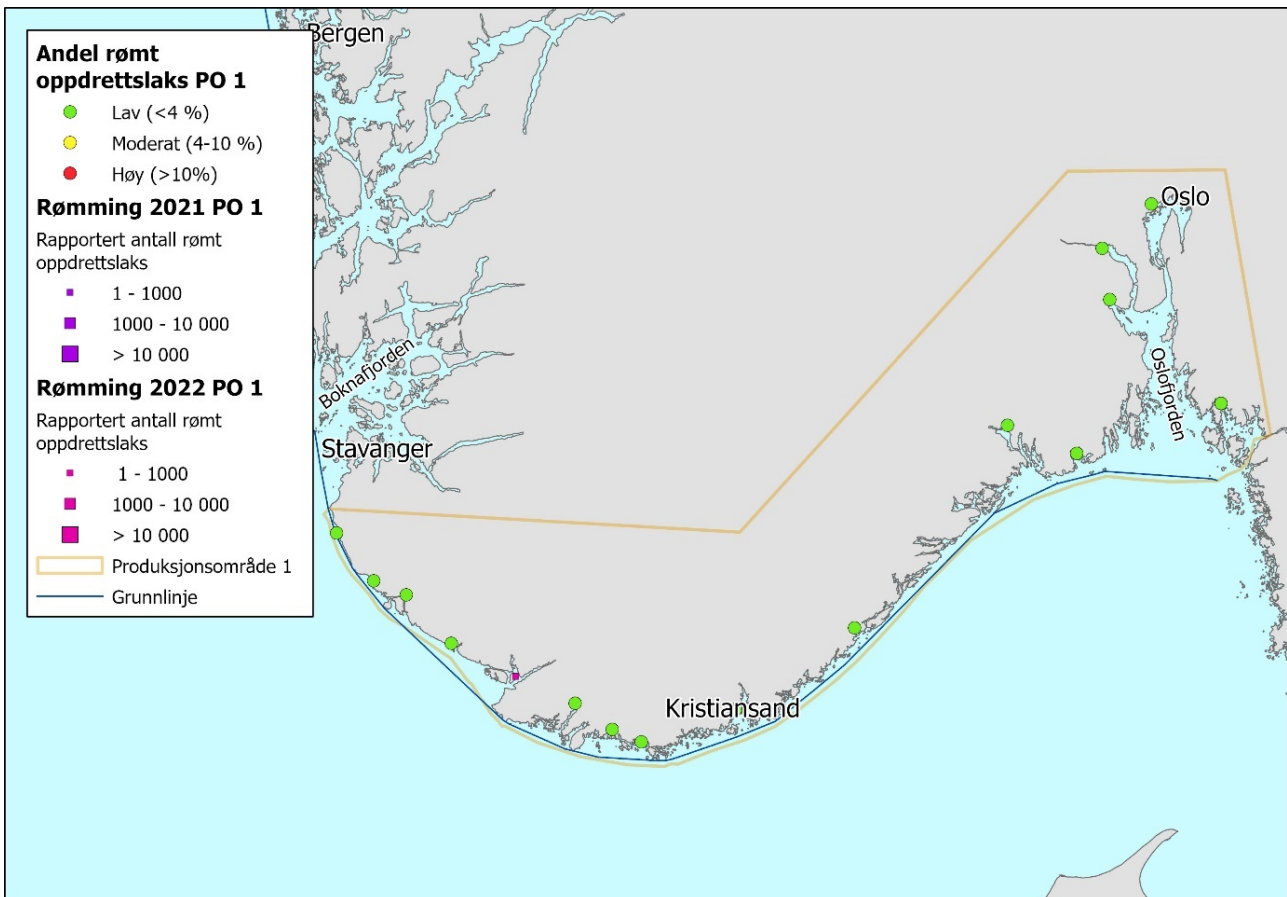 Bergen
Andel rømt
oppdrettslaks PO 1
Lav (<4 %)
Moderat (4-10 %)
Høy (>10%)
Rømming 2021 PO 1
Rapportert antall rømt
oppdrettslaks
1 - 1000
1000 - 10 000
> 10 000
Rømming 2022 PO 1
Rapportert antall rømt
oppdrettslaks
1 - 1000
1000 - 10 000
> 10 000
Produksjonsområde 1
Grunnlinje
Oslo
Boknafjorden
Oslofjorden
Stavanger
Kristiansand